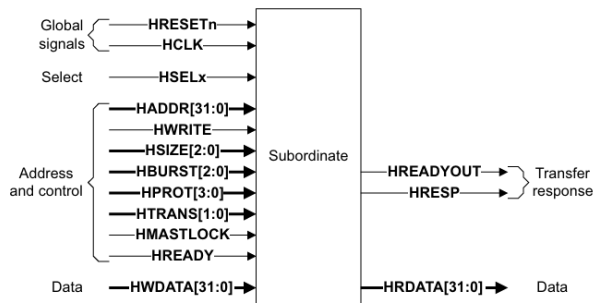 Global
signals
HRESETn
HCLK
Select
HSELx
Address
and control
HADDR[31:0]
HWRITE
HSIZE[2:0]
HBURST[2:0]
HPROT[3:0]
HTRANS[1:0]
HMASTLOCK
HREADY
Data
HWDATA[31:0]
Subordinate
HREADYOUT
HRESP
Transfer
response
HRDATA[31:0]
Data